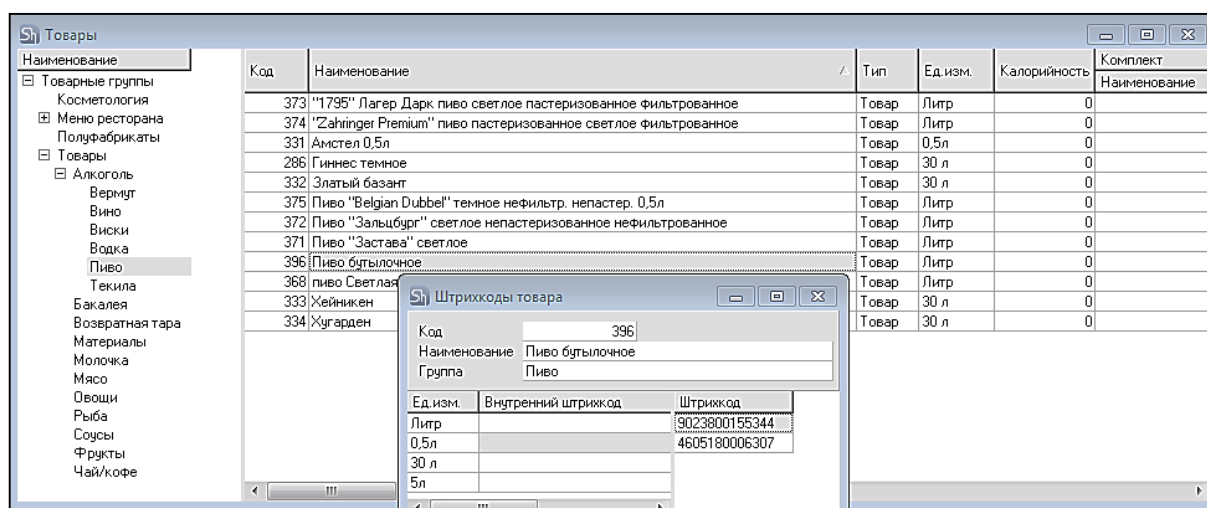 Sh Товары
Наименование
Товарные группы
Косметология
Меню ресторана
Полуфабрикаты
Товары
Алкоголь
Вермут
Вино
Виски
Водка
Пиво
Текила
Бакалея
Возвратная тара
Материалы
Молочка
Мясо
Овощи
Рыба
Соусы
Фрукты
Чай/кофе
Код Наименование Тип Ед.изм. Калорийность Комплект
Наименование
373 "1795" Лагер Дарк пиво светлое пастеризованное фильтрованное Товар Литр 0
374 "Zahringer Premium" пиво пастеризованное светлое фильтрованное Товар Литр 0
331 Амстел 0,5л Товар 0,5л 0
286 Гиннес темное Товар 30 л 0
332 Златый базант Товар 30 л 0
375 Пиво "Belgian Dubbel" темное нефильтр. непастер. 0,5л Товар Литр 0
372 Пиво "Зальцбург" светлое непастеризованное нефильтрованное Товар Литр 0
371 Пиво "Застава" светлое Товар Литр 0
396 Пиво бутылочное Товар Литр 0
368 пиво Светлая Товар Литр 0
333 Хейникен Товар 30 л 0
334 Хугарден Товар 30 л 0
Sh Штрихкоды товара
Код 396
Наименование Пиво бутылочное
Группа Пиво
Ед.изм. Внутренний штрихкод Штрихкод
Литр 9023800155344
0,5л 4605180006307
30 л
5л